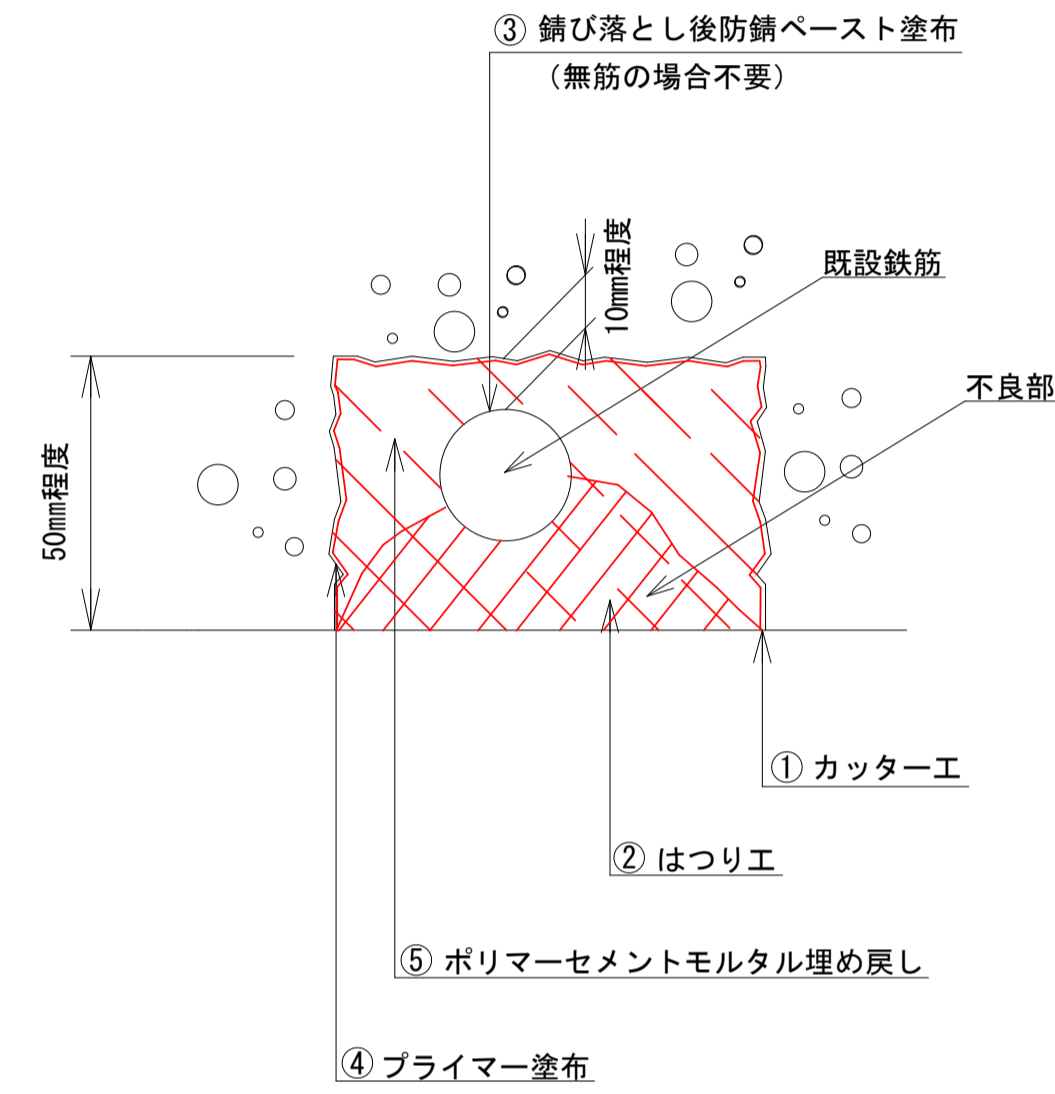 ③ 錆び落とし後防錆ペースト塗布
（無筋の場合不要）
10㎜程度
既設鉄筋
不良部
50㎜程度
① カッター工
② はつり工
⑤ ポリマーセメントモルタル埋め戻し
④ プライマー塗布